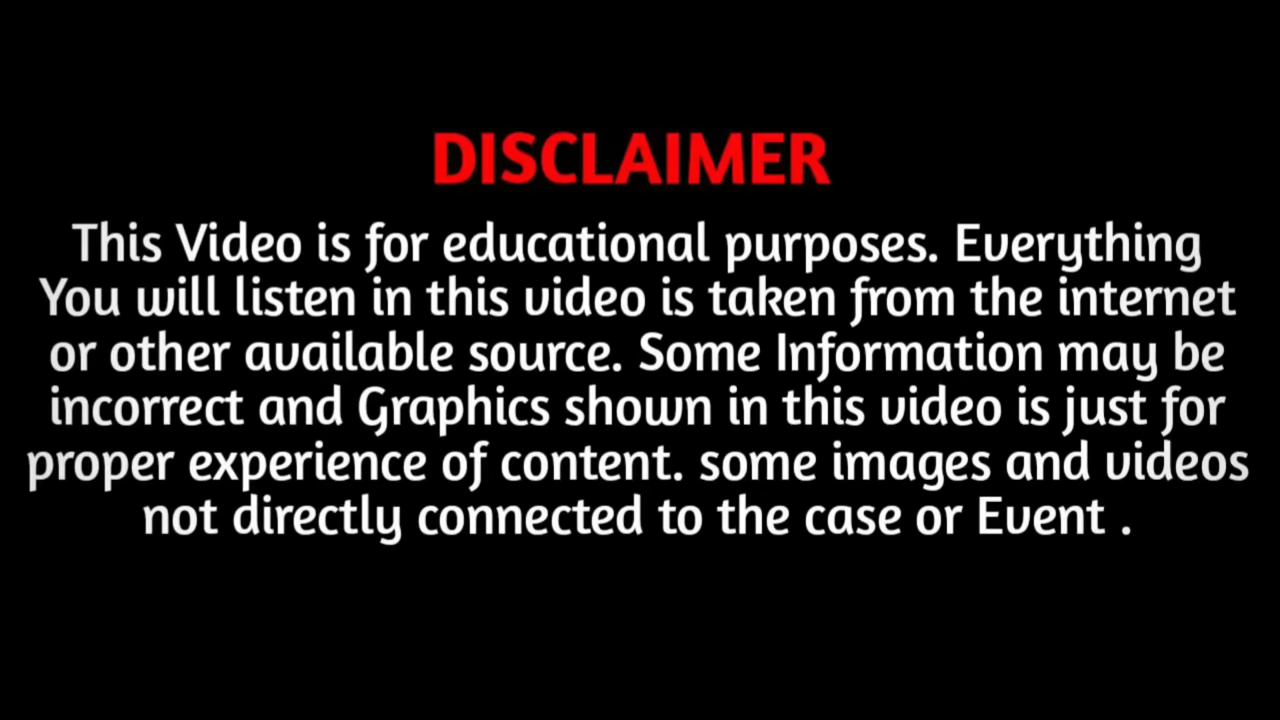 DISCLAIMER
This Video is for educational purposes. Everything
You will listen in this video is taken from the internet
or other available source. Some Information may be
incorrect and Graphics shown in this video is just for
proper experience of content. some images and videos
not directly connected to the case or Event .